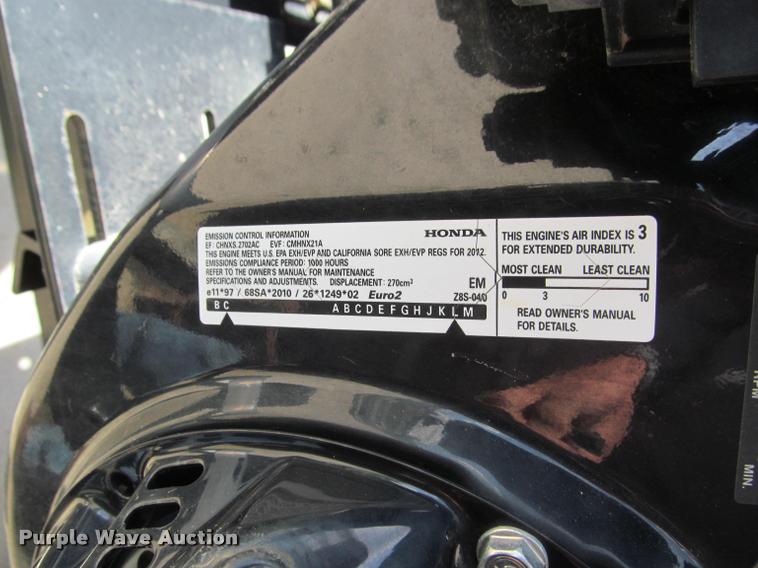 EMISSION CONTROL INFORMATION HONDA
EF: CHNXS.2702AC EVF: CMHNX21A
THIS ENGINE MEETS U.S. EPA EXH/EVP AND CALIFORNIA SORE EXH/EVP REGS FOR 2012.
EMISSIONS COMPLIANCE PERIOD: 1000 HOURS
REFER TO THE OWNER'S MANUAL FOR MAINTENANCE
SPECIFICATIONS AND ADJUSTMENTS. DISPLACEMENT: 270cm³ EM
e11*97 / 68SA*2010 / 26*1249*02 Euro2 Z8S-040
B C A B C D E F G H J K L M
THIS ENGINE'S AIR INDEX IS 3
FOR EXTENDED DURABILITY.
MOST CLEAN LEAST CLEAN
0 3 10
READ OWNER'S MANUAL
FOR DETAILS.
RPM
MIN.
Purple Wave Auction